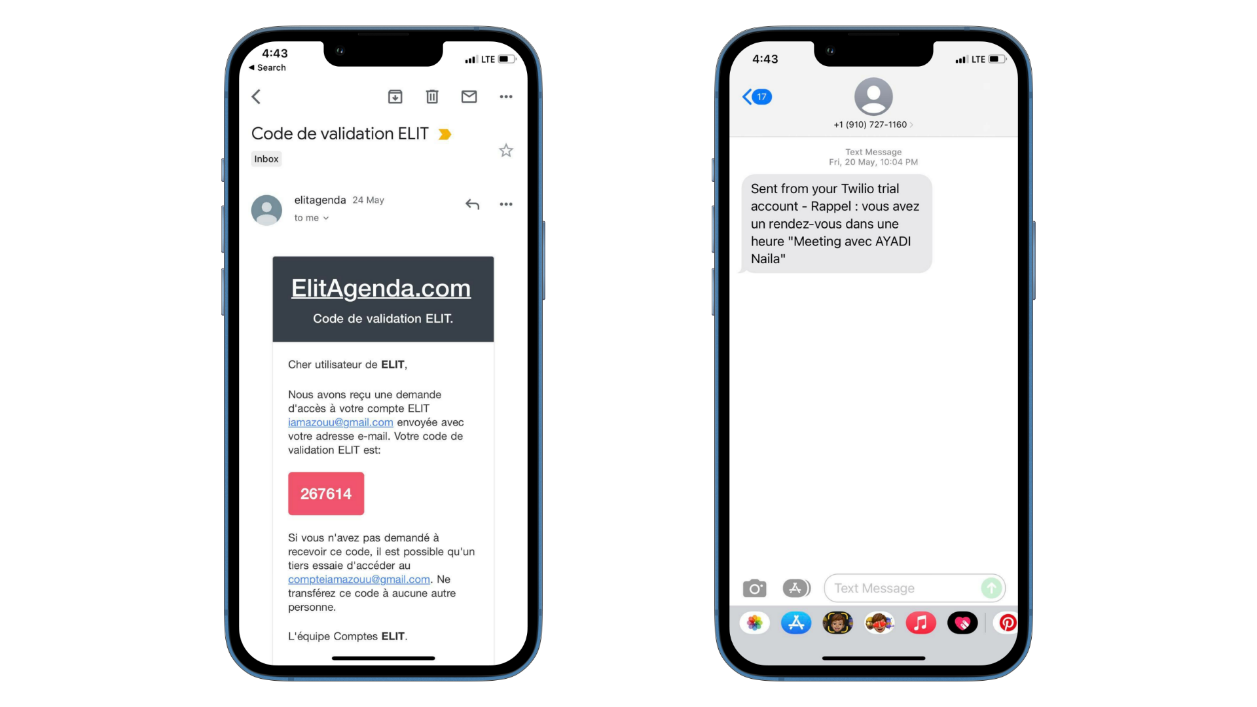 4:43
LTE
◄ Search
Code de validation ELIT
Inbox
elitagenda 24 May
to me
ElitAgenda.com
Code de validation ELIT.
Cher utilisateur de ELIT,
Nous avons reçu une demande
d'accès à votre compte ELIT
iamazouu@gmail.com envoyée avec
votre adresse e-mail. Votre code de
validation ELIT est:
267614
Si vous n'avez pas demandé à
recevoir ce code, il est possible qu'un
tiers essaie d'accéder au
compteiamazouu@gmail.com. Ne
transférez ce code à aucune autre
personne.
L'équipe Comptes ELIT.
4:43
LTE
17
+1 (910) 727-1160
Text Message
Fri, 20 May, 10:04 PM
Sent from your Twilio trial
account - Rappel : vous avez
un rendez-vous dans une
heure "Meeting avec AYADI
Naila"
Text Message